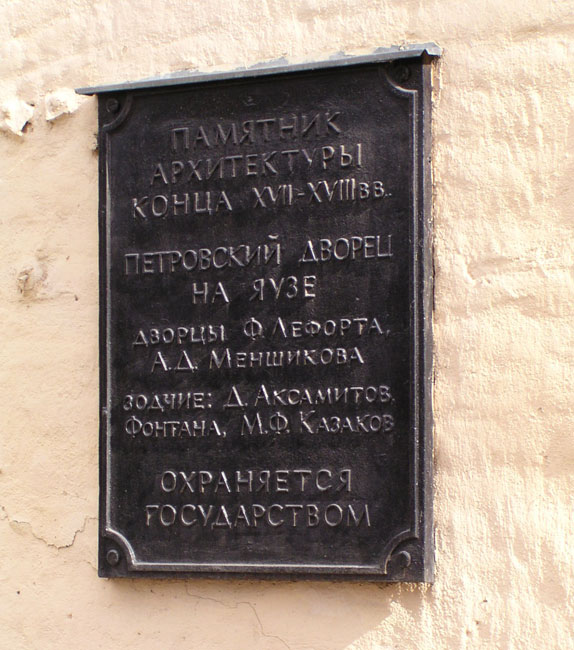 ПАМЯТНИК
АРХИТЕКТУРЫ
КОНЦА XVII-XVIII ВВ.
ПЕТРОВСКИЙ ДВОРЕЦ
НА ЯУЗЕ
ДВОРЦЫ Ф. ЛЕФОРТА,
А.Д. МЕНШИКОВА
ЗОДЧИЕ: Д. АКСАМИТОВ,
ФОНТАНА, М.Ф. КАЗАКОВ
ОХРАНЯЕТСЯ
ГОСУДАРСТВОМ